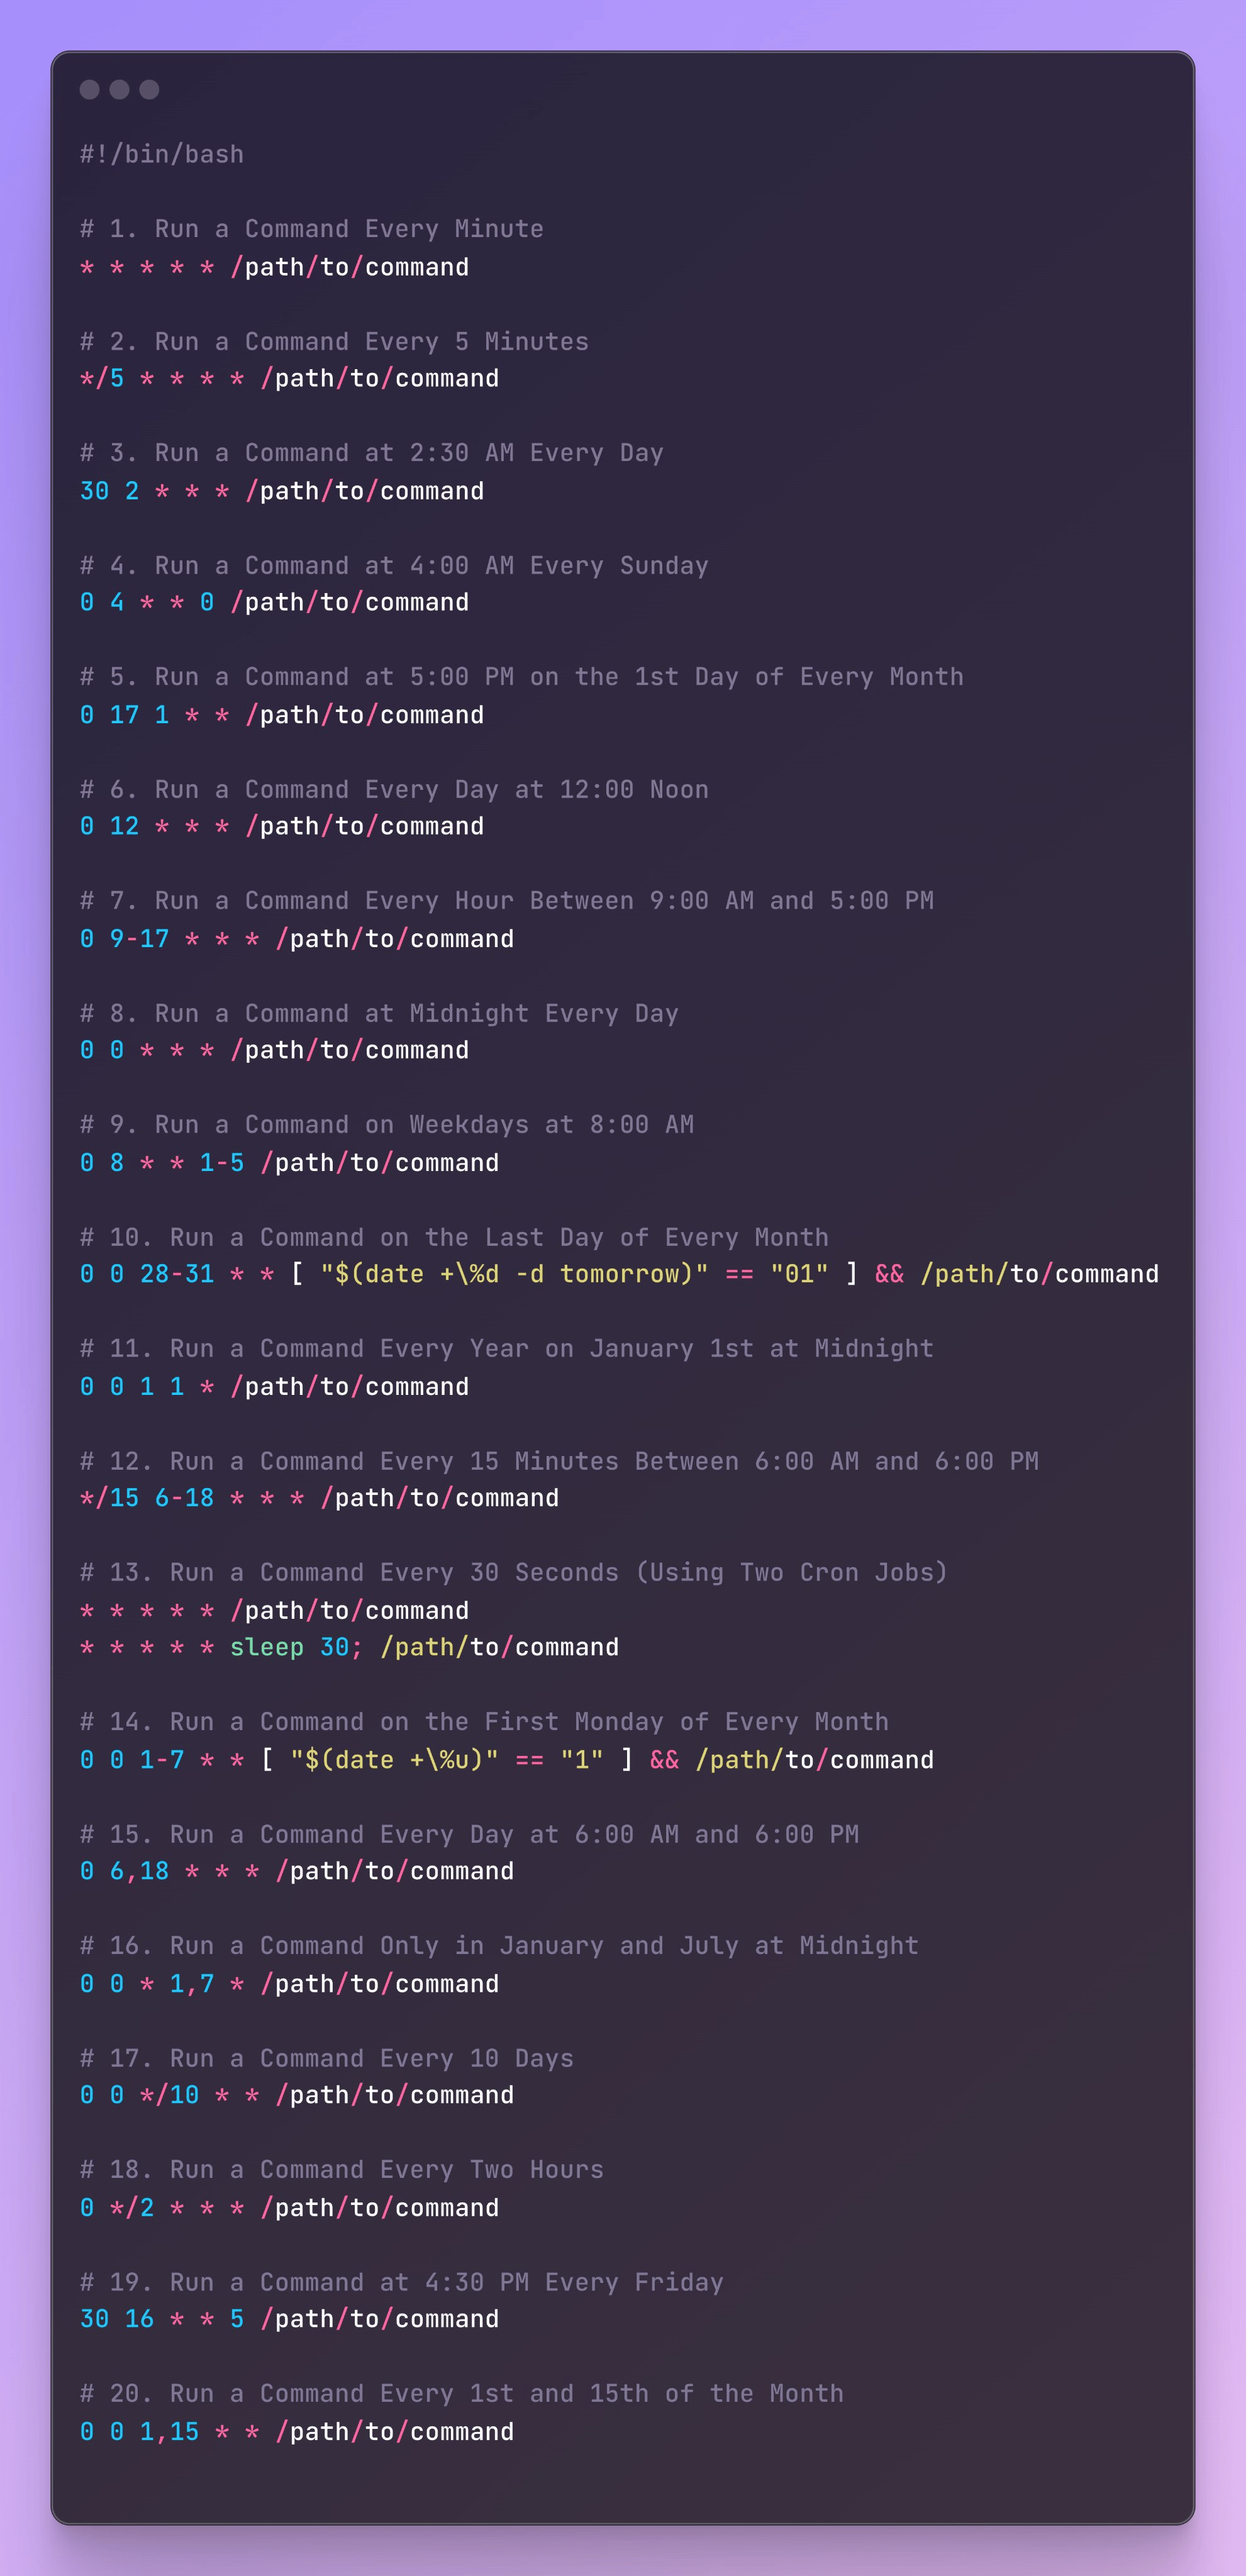 #!/bin/bash
# 1. Run a Command Every Minute
* * * * * /path/to/command
# 2. Run a Command Every 5 Minutes
*/5 * * * * /path/to/command
# 3. Run a Command at 2:30 AM Every Day
30 2 * * * /path/to/command
# 4. Run a Command at 4:00 AM Every Sunday
0 4 * * 0 /path/to/command
# 5. Run a Command at 5:00 PM on the 1st Day of Every Month
0 17 1 * * /path/to/command
# 6. Run a Command Every Day at 12:00 Noon
0 12 * * * /path/to/command
# 7. Run a Command Every Hour Between 9:00 AM and 5:00 PM
0 9-17 * * * /path/to/command
# 8. Run a Command at Midnight Every Day
0 0 * * * /path/to/command
# 9. Run a Command on Weekdays at 8:00 AM
0 8 * * 1-5 /path/to/command
# 10. Run a Command on the Last Day of Every Month
0 0 28-31 * * [ "$(date +\%d -d tomorrow)" == "01" ] && /path/to/command
# 11. Run a Command Every Year on January 1st at Midnight
0 0 1 1 * /path/to/command
# 12. Run a Command Every 15 Minutes Between 6:00 AM and 6:00 PM
*/15 6-18 * * * /path/to/command
# 13. Run a Command Every 30 Seconds (Using Two Cron Jobs)
* * * * * /path/to/command
* * * * * sleep 30; /path/to/command
# 14. Run a Command on the First Monday of Every Month
0 0 1-7 * * [ "$(date +\%u)" == "1" ] && /path/to/command
# 15. Run a Command Every Day at 6:00 AM and 6:00 PM
0 6,18 * * * /path/to/command
# 16. Run a Command Only in January and July at Midnight
0 0 * 1,7 * /path/to/command
# 17. Run a Command Every 10 Days
0 0 */10 * * /path/to/command
# 18. Run a Command Every Two Hours
0 */2 * * * /path/to/command
# 19. Run a Command at 4:30 PM Every Friday
30 16 * * 5 /path/to/command
# 20. Run a Command Every 1st and 15th of the Month
0 0 1,15 * * /path/to/command